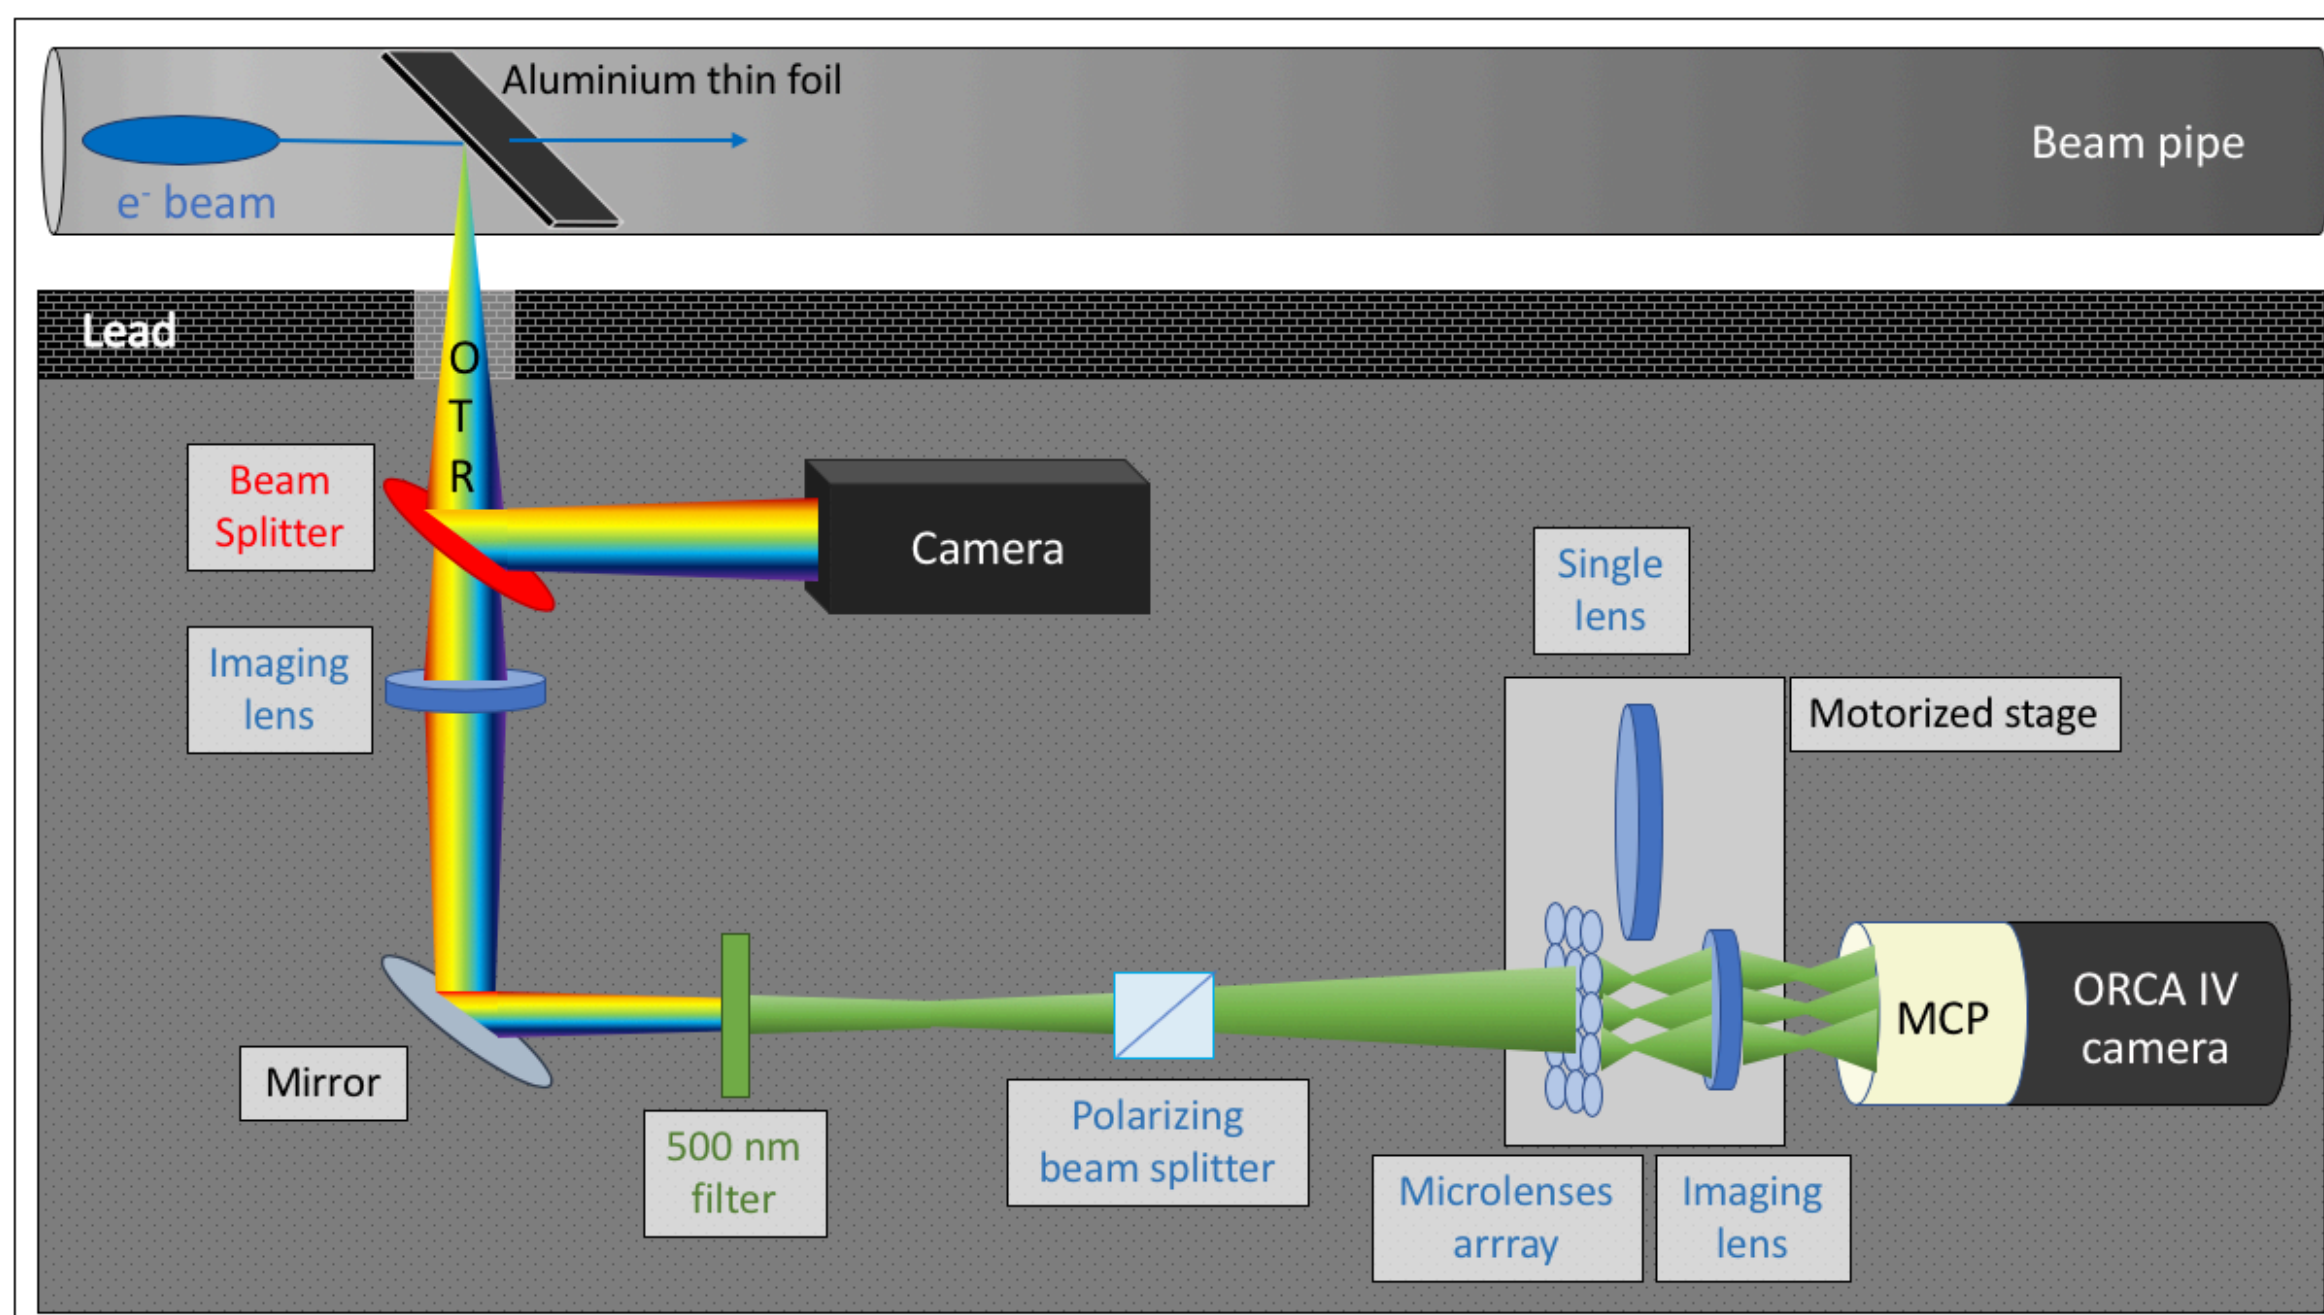 Aluminium thin foil
Beam pipe
e- beam
Lead
O
T
R
Beam
Splitter
Camera
Single
lens
Imaging
lens
Motorized stage
Mirror
500 nm
filter
Polarizing
beam splitter
MCP
ORCA IV
camera
Microlenses
arrray
Imaging
lens